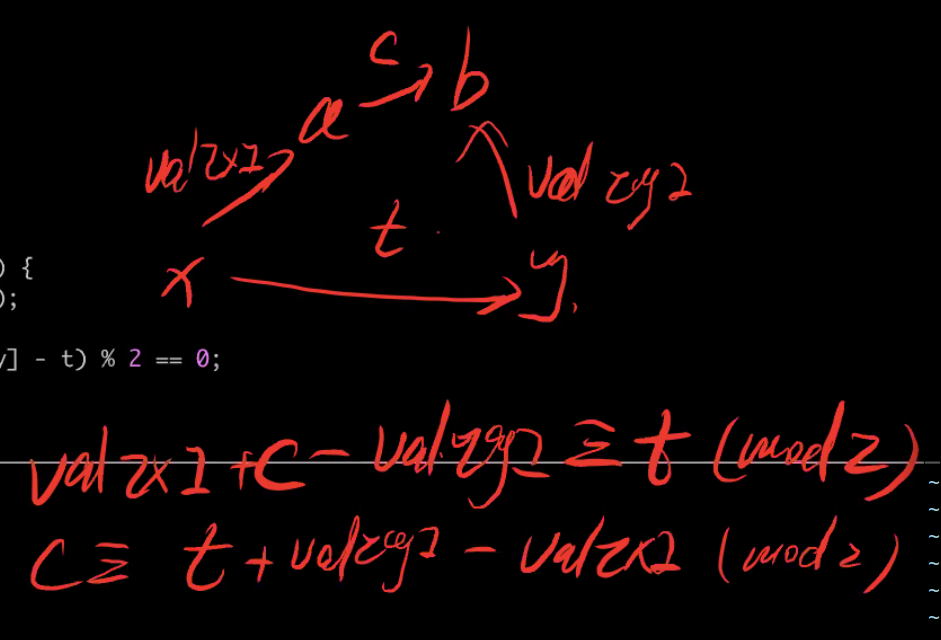 c
a b
val[x]
val[y]
t
) {
x y.
);
y] - t) % 2 == 0;
val[x] + c - val[y] ≡ t (mod 2)
~
~
c ≡ t + val[y] - val[x] (mod 2)
~
~
~
~